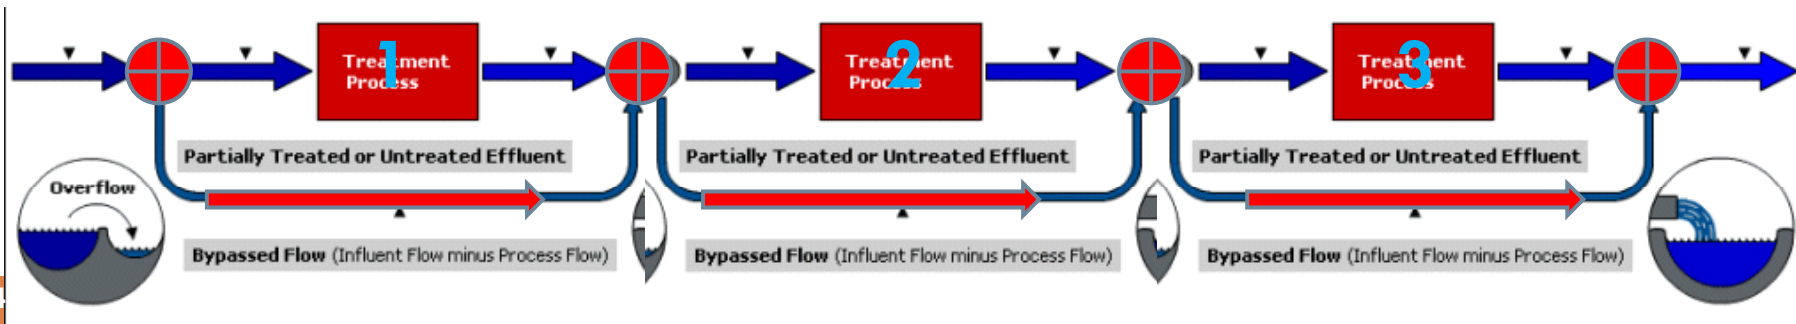 1
Treatment
Process
2
Treatment
Process
3
Treatment
Process
Partially Treated or Untreated Effluent
Partially Treated or Untreated Effluent
Partially Treated or Untreated Effluent
Overflow
Bypassed Flow (Influent Flow minus Process Flow)
Bypassed Flow (Influent Flow minus Process Flow)
Bypassed Flow (Influent Flow minus Process Flow)